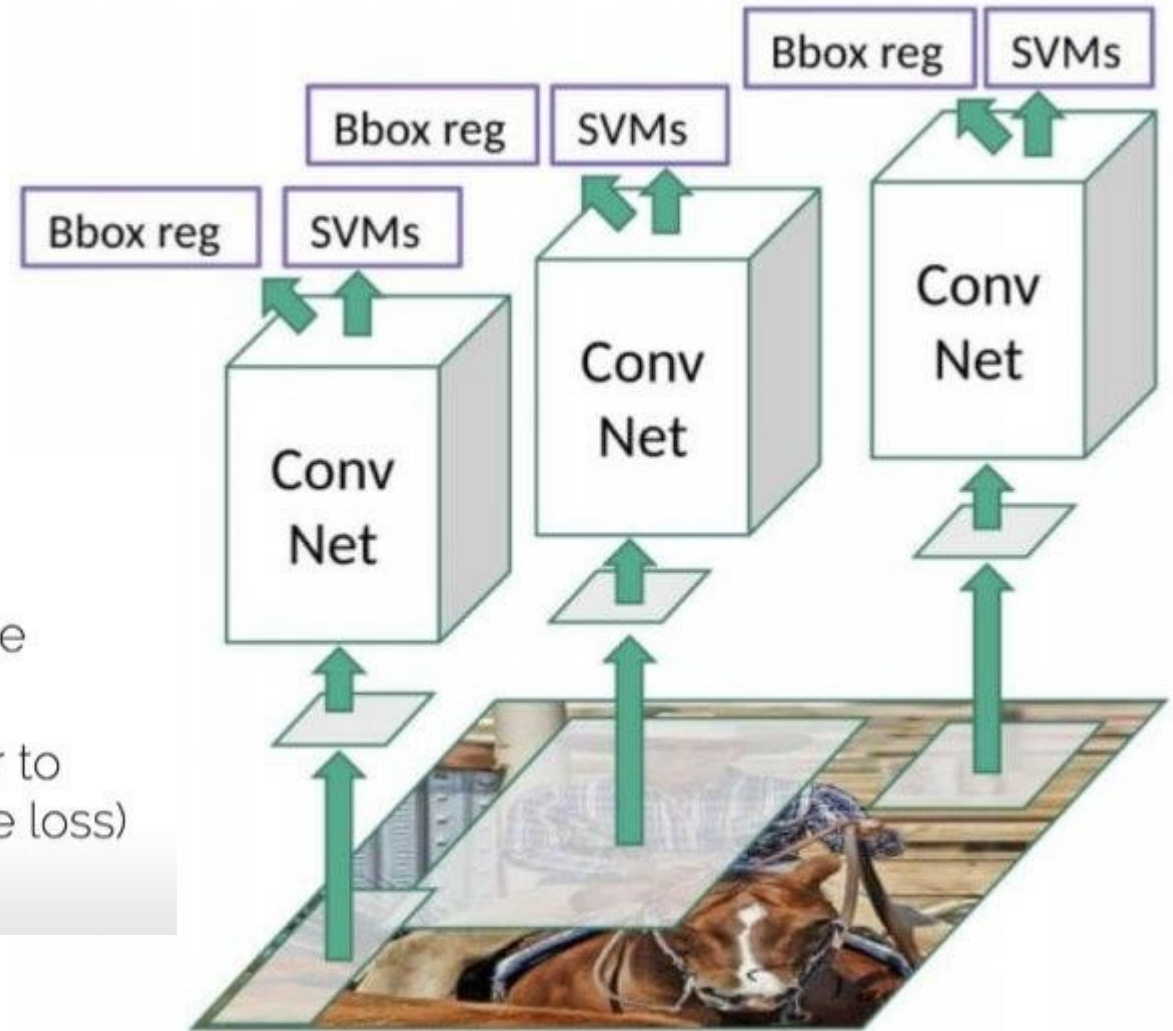 Bbox reg SVMs
Bbox reg SVMs
Bbox reg SVMs
Conv
Net
Conv
Net
Conv
Net
e
r to
e loss)